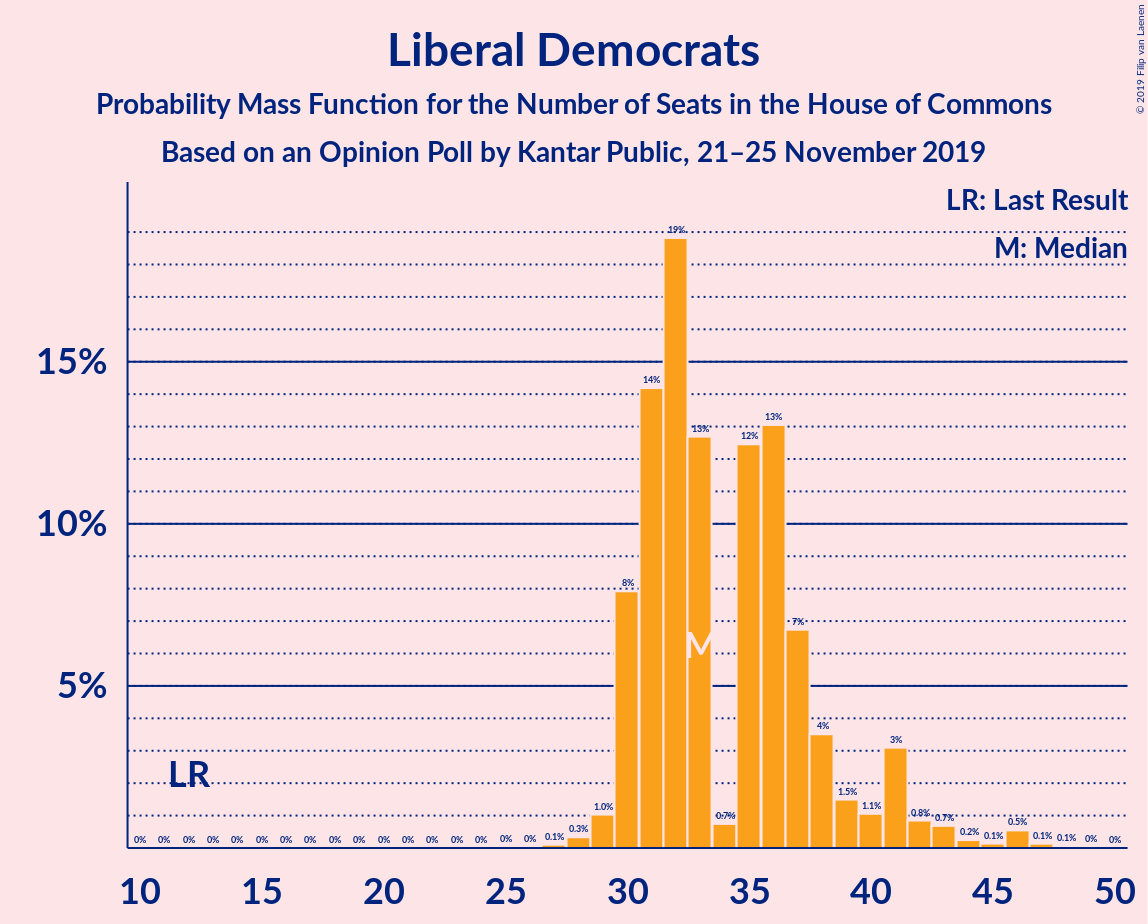 © 2019 Filip van Laenen
Liberal Democrats
Probability Mass Function for the Number of Seats in the House of Commons
Based on an Opinion Poll by Kantar Public, 21–25 November 2019
LR: Last Result
M: Median
19%
15%
14%
13%
13%
12%
10%
8%
7%
M
5%
4%
3%
LR
1.5%
1.0%
1.1%
0.8%
0.7%
0.7%
0.5%
0% 0% 0% 0% 0% 0% 0% 0% 0% 0% 0% 0% 0% 0% 0% 0% 0% 0.1% 0.3% 0.2% 0.1% 0.1% 0.1% 0% 0%
10 15 20 25 30 35 40 45 50